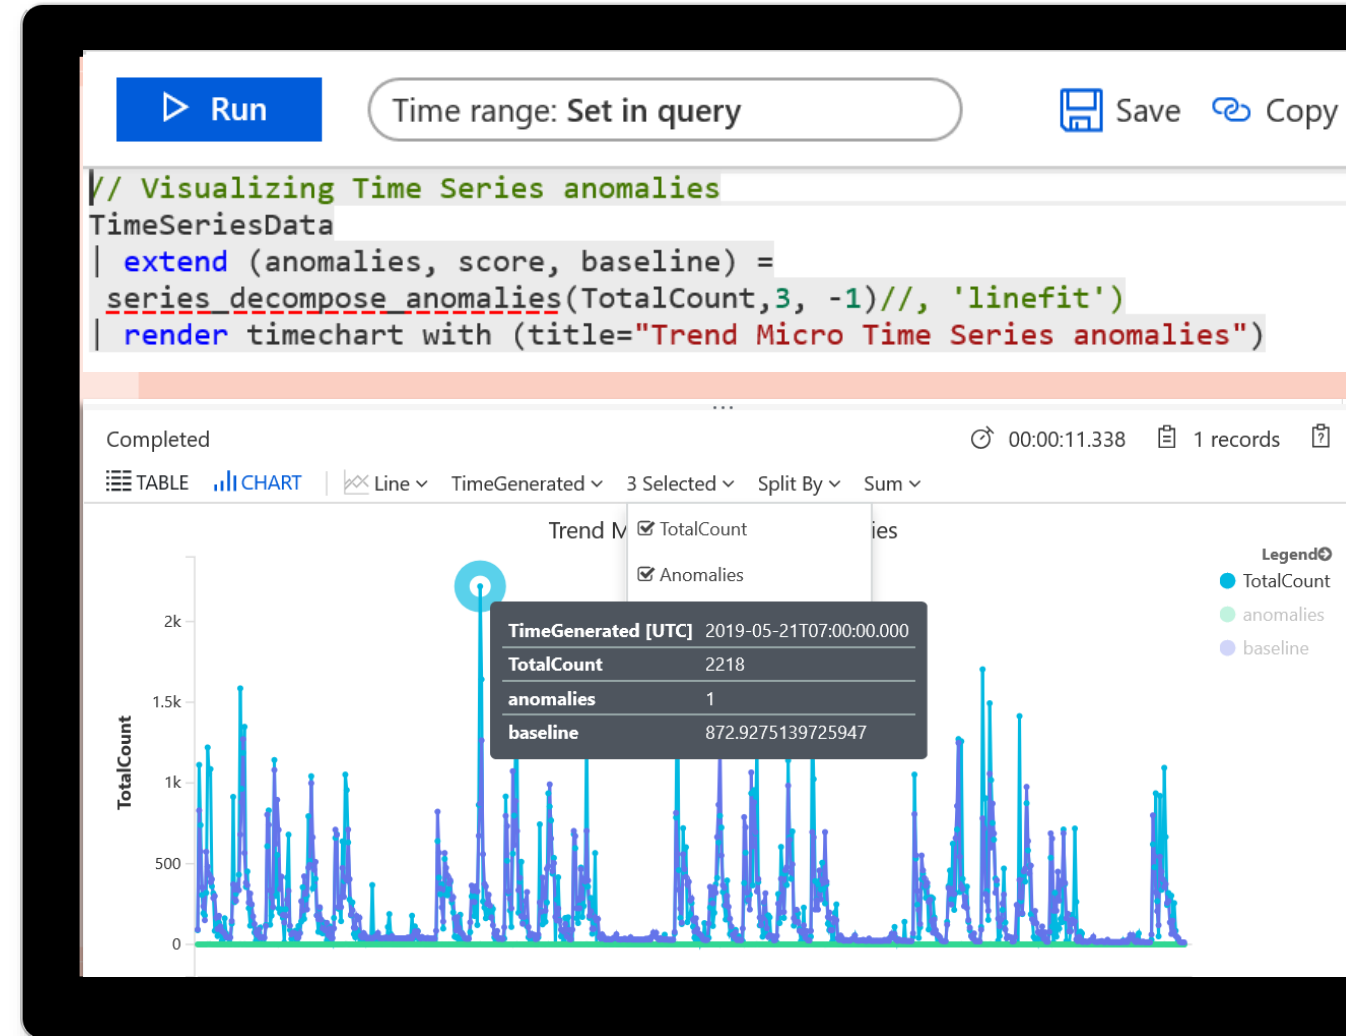 Run
Time range: Set in query
Save
Copy
// Visualizing Time Series anomalies
TimeSeriesData
| extend (anomalies, score, baseline) =
series_decompose_anomalies(TotalCount,3, -1)//, 'linefit')
| render timechart with (title="Trend Micro Time Series anomalies")
...
Completed
00:00:11.338
1 records
TABLE
CHART
Line
TimeGenerated
3 Selected
Split By
Sum
Trend M
ies
TotalCount
Anomalies
Legend
TotalCount
anomalies
baseline
TimeGenerated [UTC] 2019-05-21T07:00:00.000
TotalCount 2218
anomalies 1
baseline 872.9275139725947
TotalCount
2k
1.5k
1k
500
0